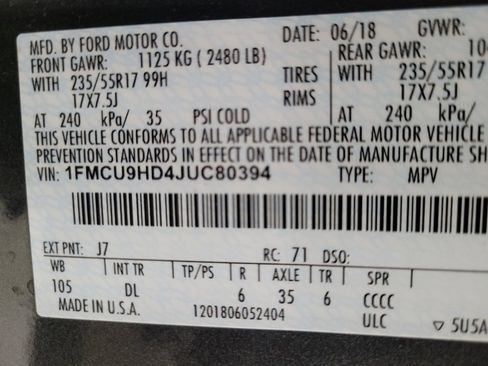 MFD. BY FORD MOTOR CO. DATE: 06/18 GVWR:
FRONT GAWR: 1125 KG ( 2480 LB) REAR GAWR: 10
WITH 235/55R17 99H TIRES WITH 235/55R17
17X7.5J RIMS 17X7.5J
AT 240 kPa/ 35 PSI COLD AT 240 kPa/
THIS VEHICLE CONFORMS TO ALL APPLICABLE FEDERAL MOTOR VEHICLE
PREVENTION STANDARDS IN EFFECT ON THE DATE OF MANUFACTURE SH
VIN: 1FMCU9HD4JUC80394 TYPE: MPV
EXT PNT: J7 RC: 71 DSO:
WB INT TR TP/PS R AXLE TR SPR
105 DL 6 35 6 CCCC
MADE IN U.S.A. 1201806052404 ULC ▽ 5U5A